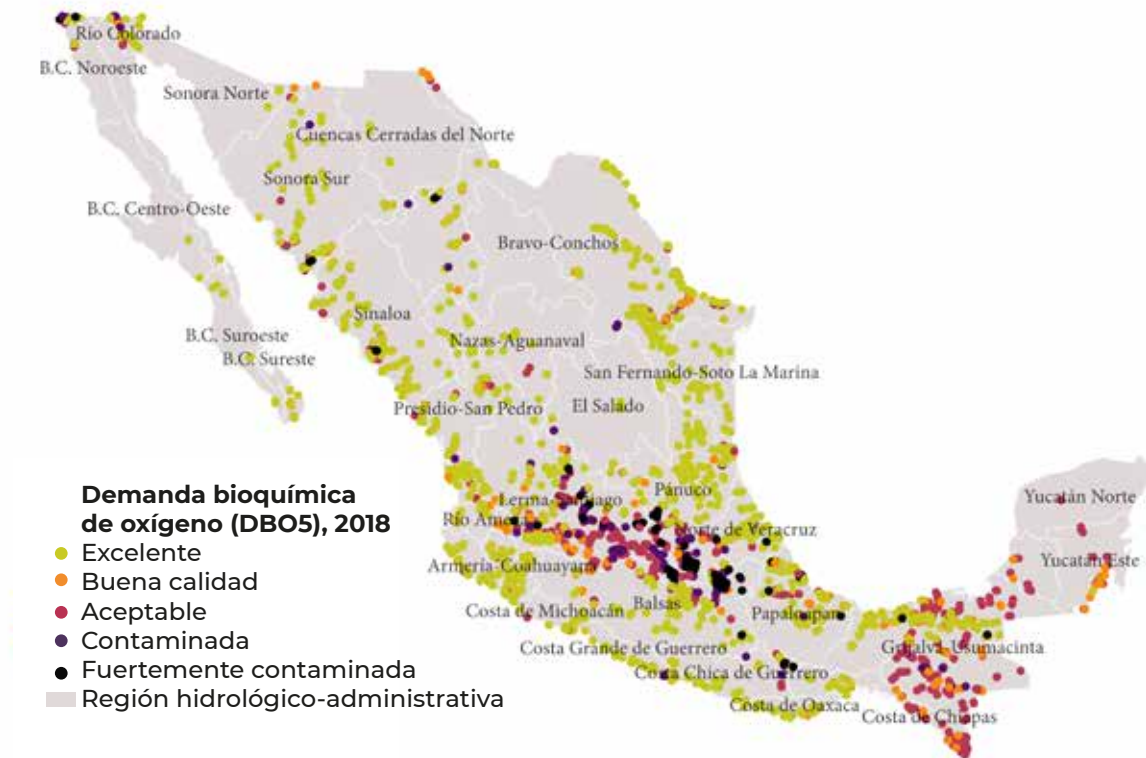 Río Colorado
B.C. Noroeste
Sonora Norte
Cuencas Cerradas del Norte
Sonora Sur
B.C. Centro-Oeste
Bravo-Conchos
Sinaloa
B.C. Suroeste
Nazas-Aguanaval
B.C. Sureste
San Fernando-Soto La Marina
Presidio-San Pedro
El Salado
Demanda bioquímica
de oxígeno (DBO5), 2018
Excelente
Buena calidad
Aceptable
Contaminada
Fuertemente contaminada
Región hidrológico-administrativa
Lerma-Santiago
Pánuco
Río Ameca
Norte de Veracruz
Yucatán Norte
Yucatán Este
Armería-Coahuayana
Costa de Michoacán
Balsas
Papaloapan
Costa Grande de Guerrero
Grijalva-Usumacinta
Costa Chica de Guerrero
Costa de Oaxaca
Costa de Chiapas